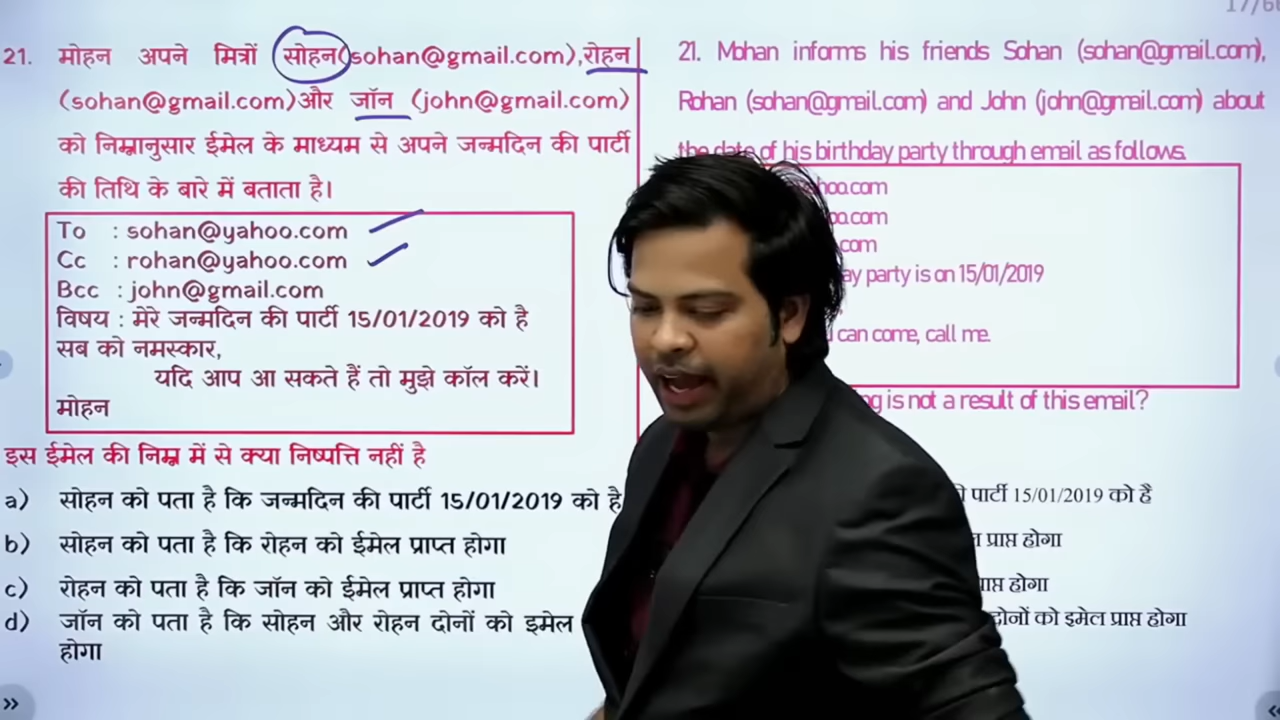 17/66
21. मोहन अपने मित्रों सोहन(sohan@gmail.com),रोहन
(sohan@gmail.com)और जॉन (john@gmail.com)
को निम्नानुसार ईमेल के माध्यम से अपने जन्मदिन की पार्टी
की तिथि के बारे में बताता है।
To : sohan@yahoo.com
Cc : rohan@yahoo.com
Bcc : john@gmail.com
विषय : मेरे जन्मदिन की पार्टी 15/01/2019 को है
सब को नमस्कार,
यदि आप आ सकते हैं तो मुझे कॉल करें।
मोहन
इस ईमेल की निम्न में से क्या निष्पत्ति नहीं है
a) सोहन को पता है कि जन्मदिन की पार्टी 15/01/2019 को है
b) सोहन को पता है कि रोहन को ईमेल प्राप्त होगा
c) रोहन को पता है कि जॉन को ईमेल प्राप्त होगा
d) जॉन को पता है कि सोहन और रोहन दोनों को इमेल
होगा
21. Mohan informs his friends Sohan (sohan@gmail.com),
Rohan (sohan@gmail.com) and John (john@gmail.com) about
the date of his birthday party through email as follows.
.com
party is on 15/01/2019
can come, call me.
is not a result of this email?
पार्टी 15/01/2019 को है
प्राप्त होगा
होगा
दोनों को इमेल प्राप्त होगा